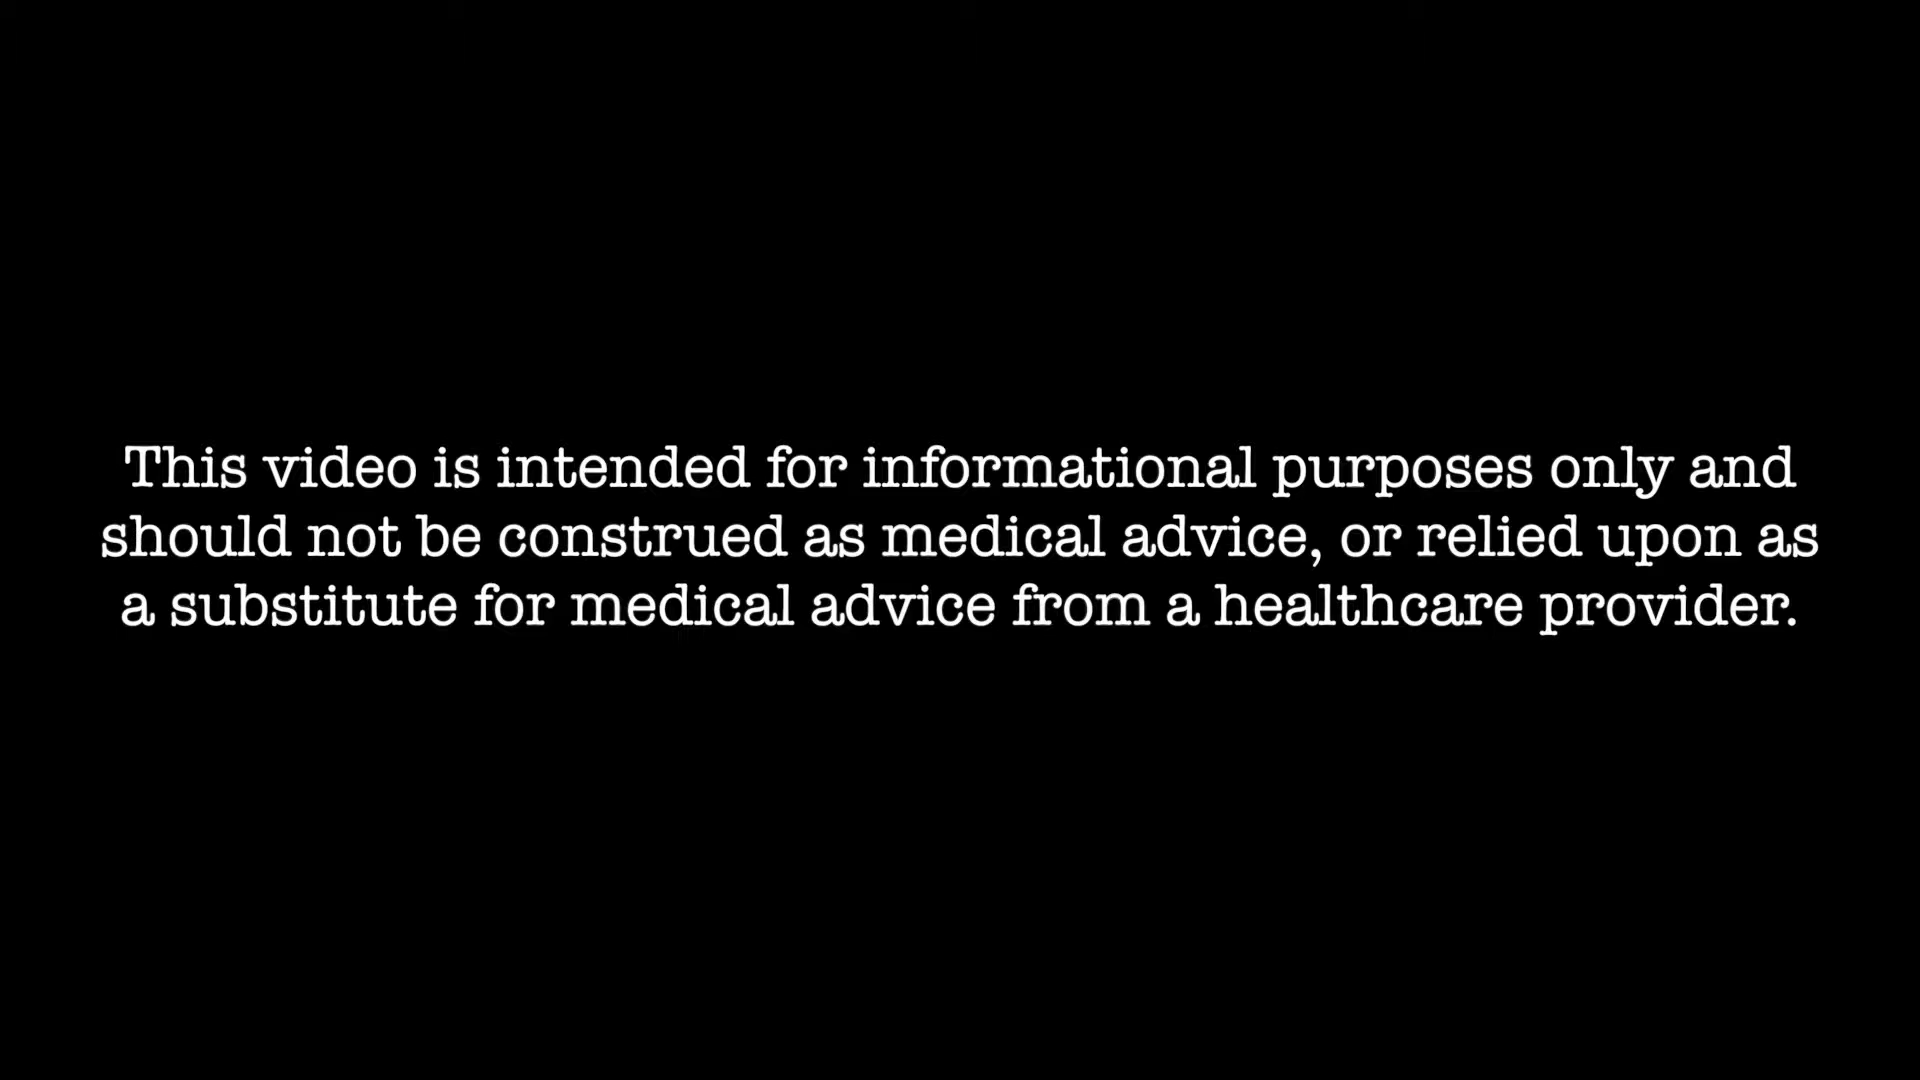 This video is intended for informational purposes only and
should not be construed as medical advice, or relied upon as
a substitute for medical advice from a healthcare provider.